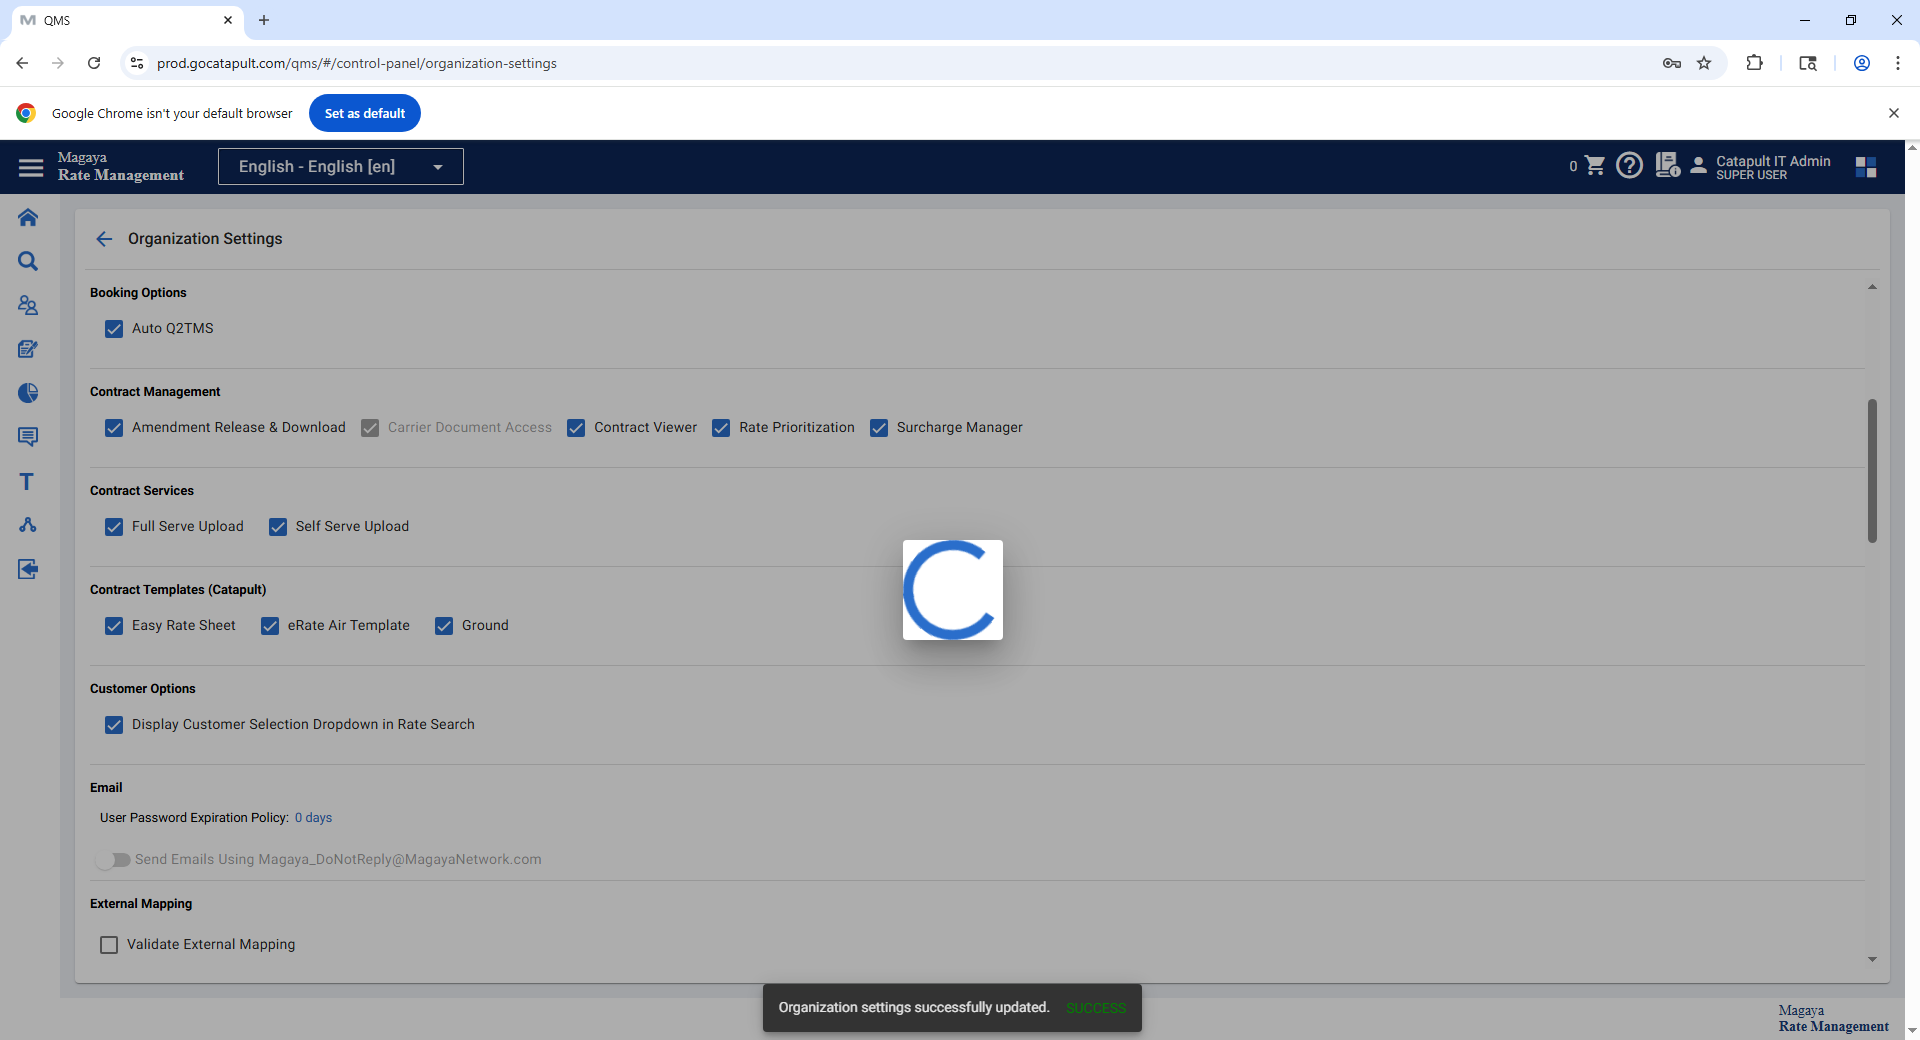 QMS
prod.gocatapult.com/qms/#/control-panel/organization-settings
Google Chrome isn't your default browser
Set as default
Magaya
Rate Management
English - English [en]
0
Catapult IT Admin
SUPER USER
Organization Settings
Booking Options
Auto Q2TMS
Contract Management
Amendment Release & Download
Carrier Document Access
Contract Viewer
Rate Prioritization
Surcharge Manager
Contract Services
Full Serve Upload
Self Serve Upload
Contract Templates (Catapult)
Easy Rate Sheet
eRate Air Template
Ground
Customer Options
Display Customer Selection Dropdown in Rate Search
Email
User Password Expiration Policy: 0 days
Send Emails Using Magaya_DoNotReply@MagayaNetwork.com
External Mapping
Validate External Mapping
Organization settings successfully updated. SUCCESS
Magaya
Rate Management